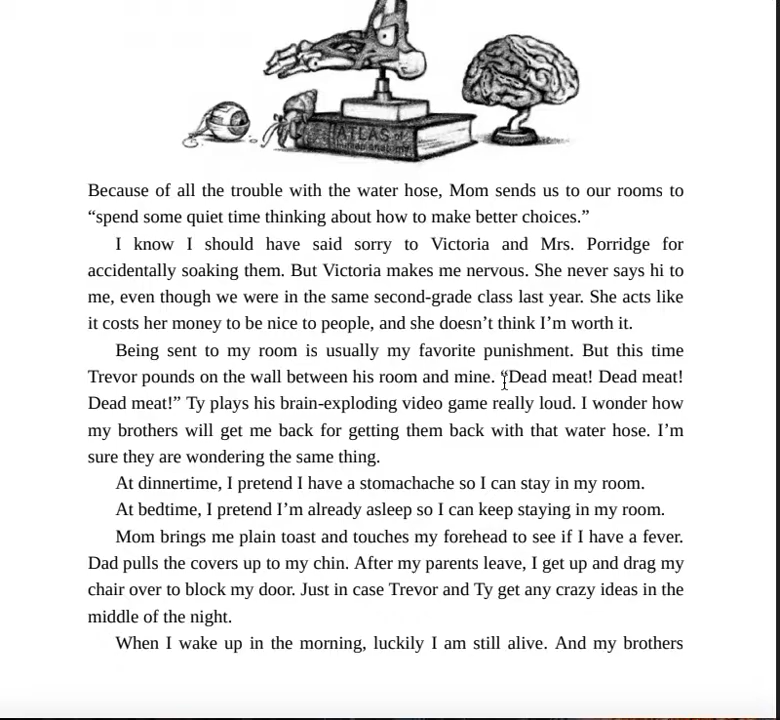 ATLAS of
human anatomy
Because of all the trouble with the water hose, Mom sends us to our rooms to
“spend some quiet time thinking about how to make better choices.”
I know I should have said sorry to Victoria and Mrs. Porridge for
accidentally soaking them. But Victoria makes me nervous. She never says hi to
me, even though we were in the same second-grade class last year. She acts like
it costs her money to be nice to people, and she doesn’t think I’m worth it.
Being sent to my room is usually my favorite punishment. But this time
Trevor pounds on the wall between his room and mine. “Dead meat! Dead meat!
Dead meat!” Ty plays his brain-exploding video game really loud. I wonder how
my brothers will get me back for getting them back with that water hose. I’m
sure they are wondering the same thing.
At dinnertime, I pretend I have a stomachache so I can stay in my room.
At bedtime, I pretend I’m already asleep so I can keep staying in my room.
Mom brings me plain toast and touches my forehead to see if I have a fever.
Dad pulls the covers up to my chin. After my parents leave, I get up and drag my
chair over to block my door. Just in case Trevor and Ty get any crazy ideas in the
middle of the night.
When I wake up in the morning, luckily I am still alive. And my brothers